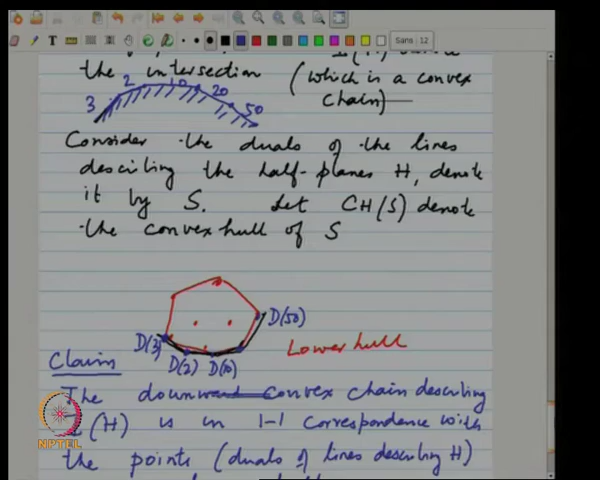 the intersection (which is a convex
chain)
3 2 10 20 50
Consider the duals of the lines
describing the half-planes H, denote
it by S. Let CH(S) denote
the convex hull of S
D(50)
D(3) Lower hull
D(2) D(10)
Claim
The downward convex chain describing
I(H) is in 1-1 correspondence with
the points (duals of lines describing H)
NPTEL
Sans 12